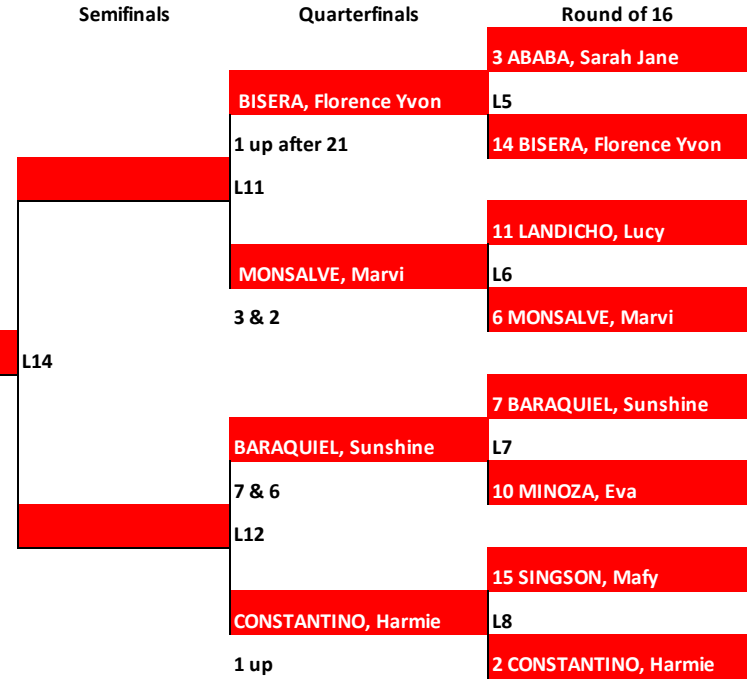 Semifinals Quarterfinals Round of 16
3 ABABA, Sarah Jane
BISERA, Florence Yvon L5
1 up after 21 14 BISERA, Florence Yvon
L11
11 LANDICHO, Lucy
MONSALVE, Marvi L6
3 & 2 6 MONSALVE, Marvi
L14
7 BARAQUIEL, Sunshine
BARAQUIEL, Sunshine L7
7 & 6 10 MINOZA, Eva
L12
15 SINGSON, Mafy
CONSTANTINO, Harmie L8
1 up 2 CONSTANTINO, Harmie